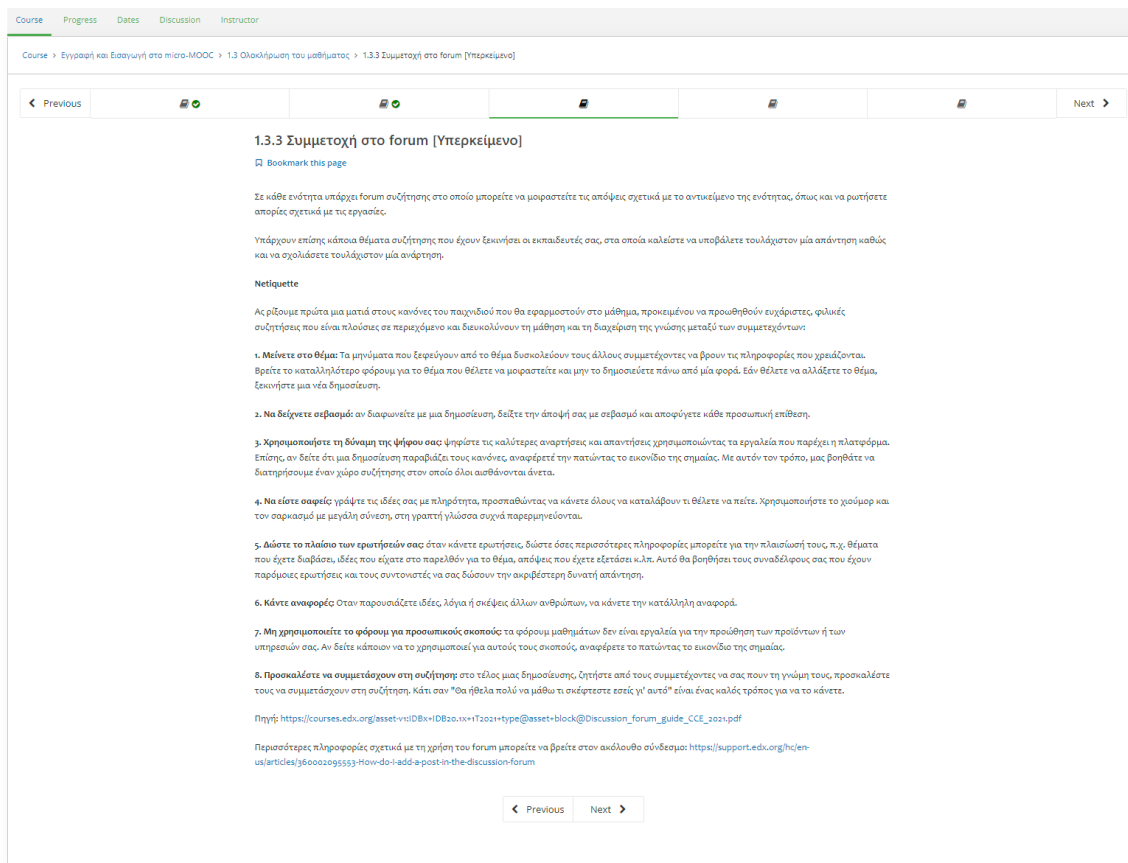 Course Progress Dates Discussion Instructor
Course > Εγγραφή και Εισαγωγή στο micro-MOOC > 1.3 Ολοκλήρωση του μαθήματος > 1.3.3 Συμμετοχή στο forum [Υπερκείμενο]
Previous Next
1.3.3 Συμμετοχή στο forum [Υπερκείμενο]
Bookmark this page
Σε κάθε ενότητα υπάρχει forum συζήτησης στο οποίο μπορείτε να μοιραστείτε τις απόψεις σχετικά με το αντικείμενο της ενότητας, όπως και να ρωτήσετε
απορίες σχετικά με τις εργασίες.
Υπάρχουν επίσης κάποια θέματα συζήτησης που έχουν ξεκινήσει οι εκπαιδευτές σας, στα οποία καλείστε να υποβάλετε τουλάχιστον μία απάντηση καθώς
και να σχολιάσετε τουλάχιστον μία ανάρτηση.
Netiquette
Ας ρίξουμε πρώτα μια ματιά στους κανόνες του παιχνιδιού που θα εφαρμοστούν στο μάθημα, προκειμένου να προωθηθούν ευχάριστες, φιλικές
συζητήσεις που είναι πλούσιες σε περιεχόμενο και διευκολύνουν τη μάθηση και τη διαχείριση της γνώσης μεταξύ των συμμετεχόντων:
1. Μείνετε στο θέμα: Τα μηνύματα που ξεφεύγουν από το θέμα δυσκολεύουν τους άλλους συμμετέχοντες να βρουν τις πληροφορίες που χρειάζονται.
Βρείτε το καταλληλότερο φόρουμ για το θέμα που θέλετε να μοιραστείτε και μην το δημοσιεύετε πάνω από μία φορά. Εάν θέλετε να αλλάξετε το θέμα,
ξεκινήστε μια νέα δημοσίευση.
2. Να δείχνετε σεβασμό: αν διαφωνείτε με μια δημοσίευση, δείξτε την άποψή σας με σεβασμό και αποφύγετε κάθε προσωπική επίθεση.
3. Χρησιμοποιήστε τη δύναμη της ψήφου σας: ψηφίστε τις καλύτερες αναρτήσεις και απαντήσεις χρησιμοποιώντας τα εργαλεία που παρέχει η πλατφόρμα.
Επίσης, αν δείτε ότι μια δημοσίευση παραβιάζει τους κανόνες, αναφέρετέ την πατώντας το εικονίδιο της σημαίας. Με αυτόν τον τρόπο, μας βοηθάτε να
διατηρήσουμε έναν χώρο συζήτησης στον οποίο όλοι αισθάνονται άνετα.
4. Να είστε σαφείς: γράψτε τις ιδέες σας με πληρότητα, προσπαθώντας να κάνετε όλους να καταλάβουν τι θέλετε να πείτε. Χρησιμοποιήστε το χιούμορ και
τον σαρκασμό με μεγάλη σύνεση, στη γραπτή γλώσσα συχνά παρερμηνεύονται.
5. Δώστε το πλαίσιο των ερωτήσεών σας: όταν κάνετε ερωτήσεις, δώστε όσες περισσότερες πληροφορίες μπορείτε για την πλαισίωσή τους, π.χ. θέματα
που έχετε διαβάσει, ιδέες που είχατε στο παρελθόν για το θέμα, απόψεις που έχετε εξετάσει κ.λπ. Αυτό θα βοηθήσει τους συναδέλφους σας που έχουν
παρόμοιες ερωτήσεις και τους συντονιστές να σας δώσουν την ακριβέστερη δυνατή απάντηση.
6. Κάντε αναφορές: Οταν παρουσιάζετε ιδέες, λόγια ή σκέψεις άλλων ανθρώπων, να κάνετε την κατάλληλη αναφορά.
7. Μη χρησιμοποιείτε το φόρουμ για προσωπικούς σκοπούς: τα φόρουμ μαθημάτων δεν είναι εργαλεία για την προώθηση των προϊόντων ή των
υπηρεσιών σας. Αν δείτε κάποιον να το χρησιμοποιεί για αυτούς τους σκοπούς, αναφέρετε το πατώντας το εικονίδιο της σημαίας.
8. Προσκαλέστε να συμμετάσχουν στη συζήτηση: στο τέλος μιας δημοσίευσης, ζητήστε από τους συμμετέχοντες να σας πουν τη γνώμη τους, προσκαλέστε
τους να συμμετάσχουν στη συζήτηση. Κάτι σαν "Θα ήθελα πολύ να μάθω τι σκέφτεστε εσείς γι' αυτό" είναι ένας καλός τρόπος για να το κάνετε.
Πηγή: https://courses.edx.org/asset-v1:IDBx+IDB20.1x+1T2021+type@asset+block@Discussion_forum_guide_CCE_2021.pdf
Περισσότερες πληροφορίες σχετικά με τη χρήση του forum μπορείτε να βρείτε στον ακόλουθο σύνδεσμο: https://support.edx.org/hc/en-
us/articles/360002095553-How-do-I-add-a-post-in-the-discussion-forum
Previous Next